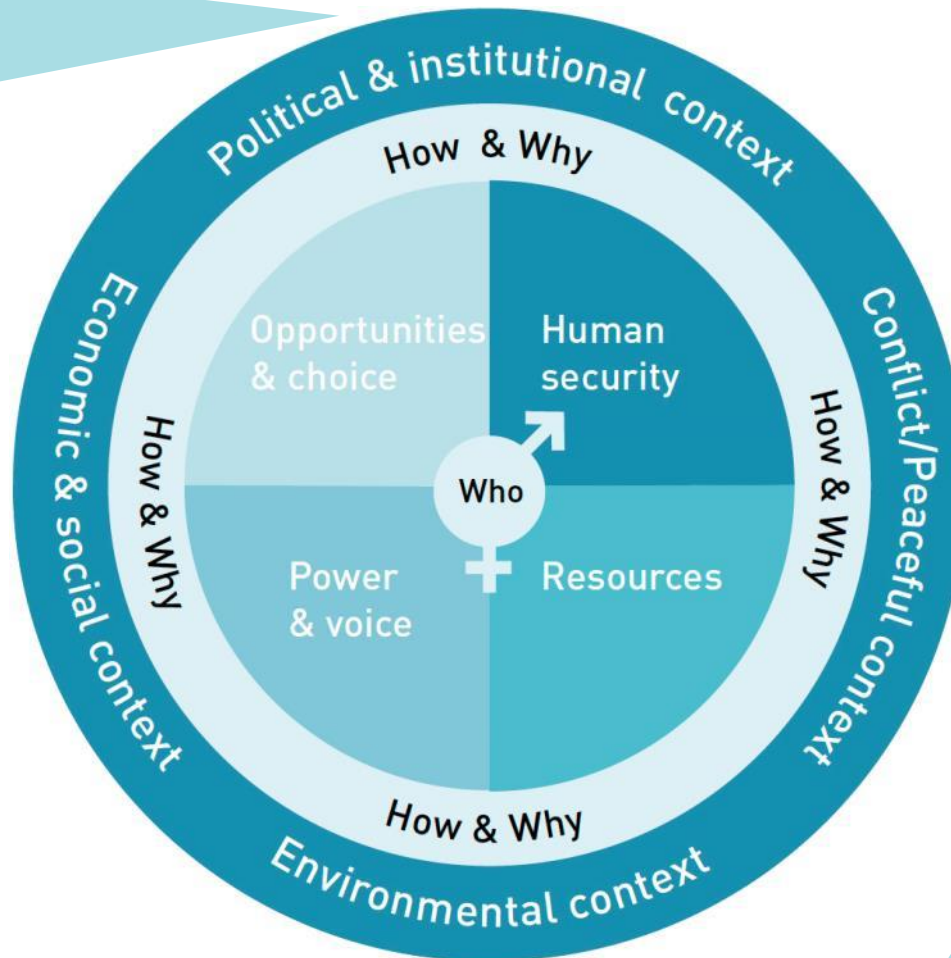 Political & institutional context
How & Why
Economic & social context
How & Why
Opportunities
& choice
Human
security
Who
Power
& voice
Resources
How & Why
Conflict/Peaceful context
How & Why
Environmental context